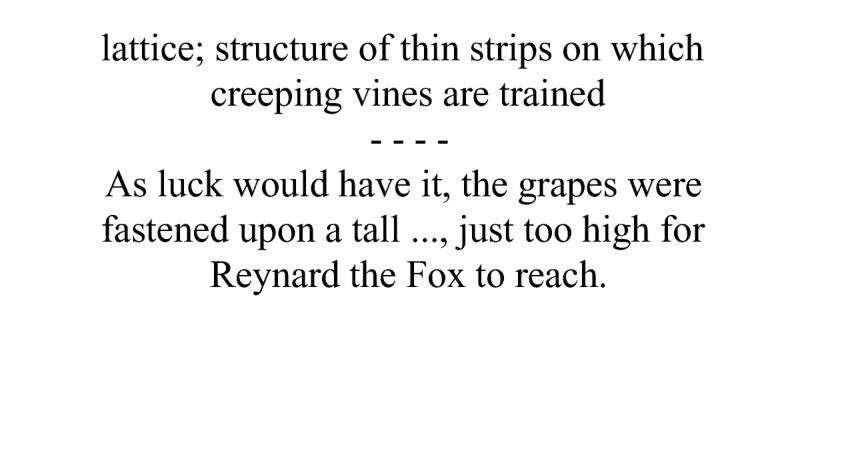 lattice; structure of thin strips on which
creeping vines are trained
- - - -
As luck would have it, the grapes were
fastened upon a tall ..., just too high for
Reynard the Fox to reach.